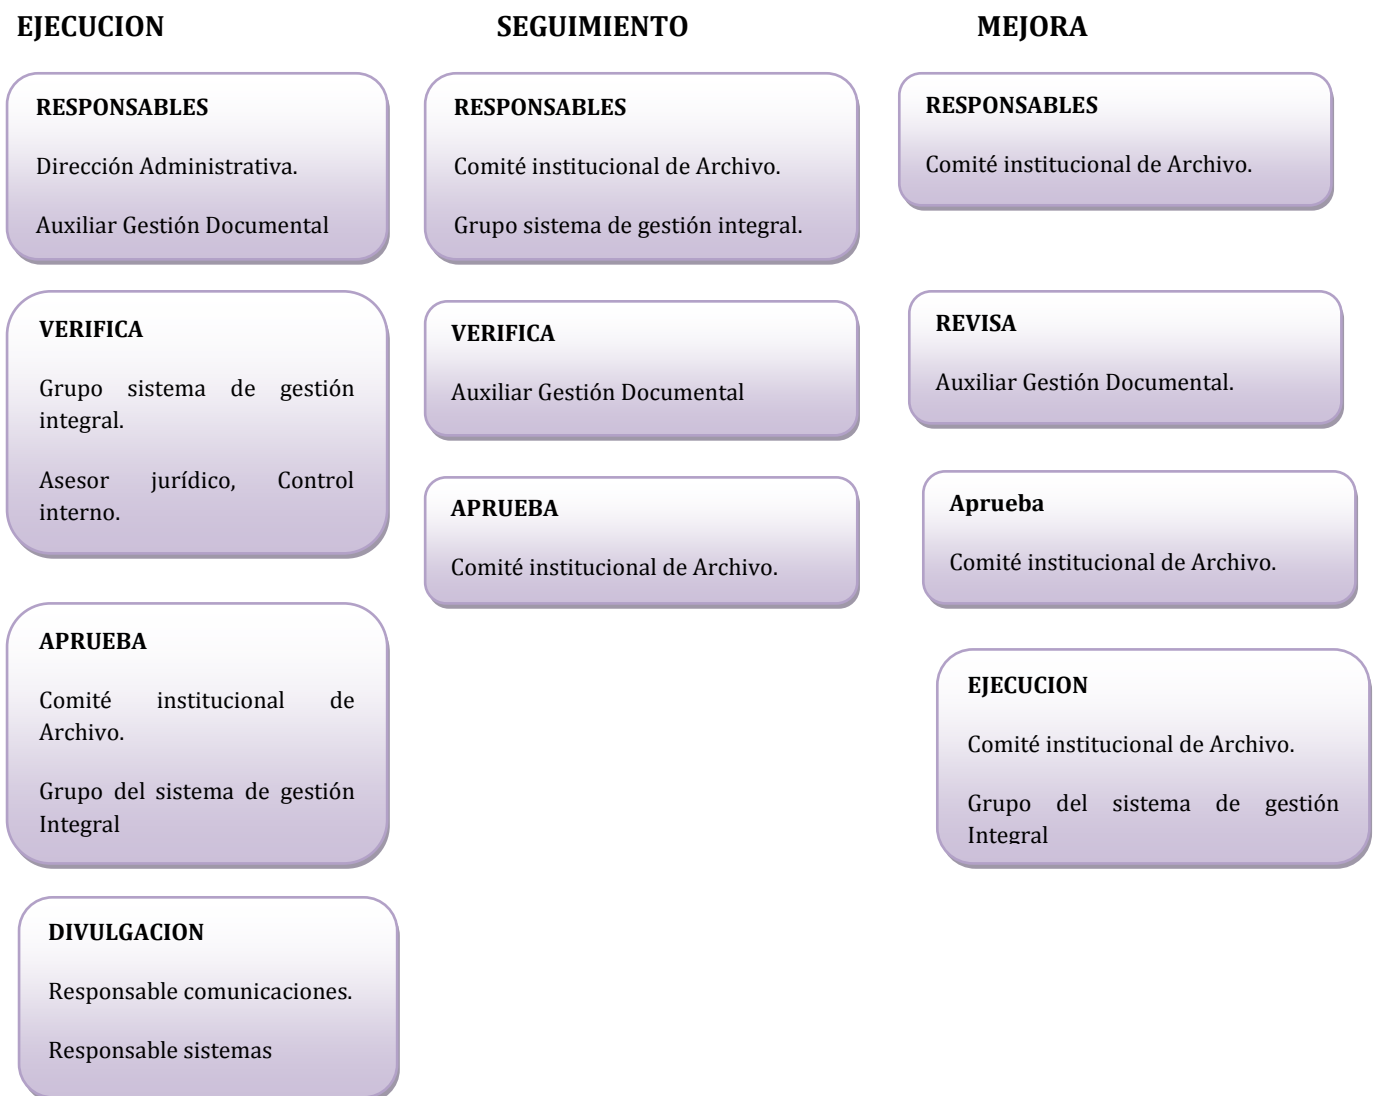 EJECUCION
RESPONSABLES
Dirección Administrativa.
Auxiliar Gestión Documental
VERIFICA
Grupo sistema de gestión
integral.
Asesor jurídico, Control
interno.
APRUEBA
Comité institucional de
Archivo.
Grupo del sistema de gestión
Integral
DIVULGACION
Responsable comunicaciones.
Responsable sistemas
SEGUIMIENTO
RESPONSABLES
Comité institucional de Archivo.
Grupo sistema de gestión integral.
VERIFICA
Auxiliar Gestión Documental
APRUEBA
Comité institucional de Archivo.
MEJORA
RESPONSABLES
Comité institucional de Archivo.
REVISA
Auxiliar Gestión Documental.
Aprueba
Comité institucional de Archivo.
EJECUCION
Comité institucional de Archivo.
Grupo del sistema de gestión
Integral